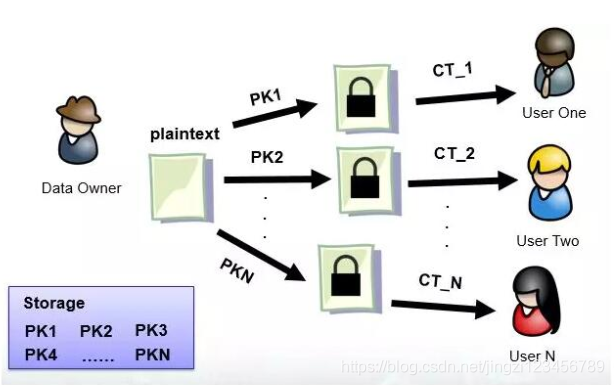 PK1
CT_1
User One
plaintext
PK2
CT_2
Data Owner
User Two
PKN
CT_N
User N
Storage
PK1 PK2 PK3
PK4 ...... PKN
https://blog.csdn.net/jingzi123456789